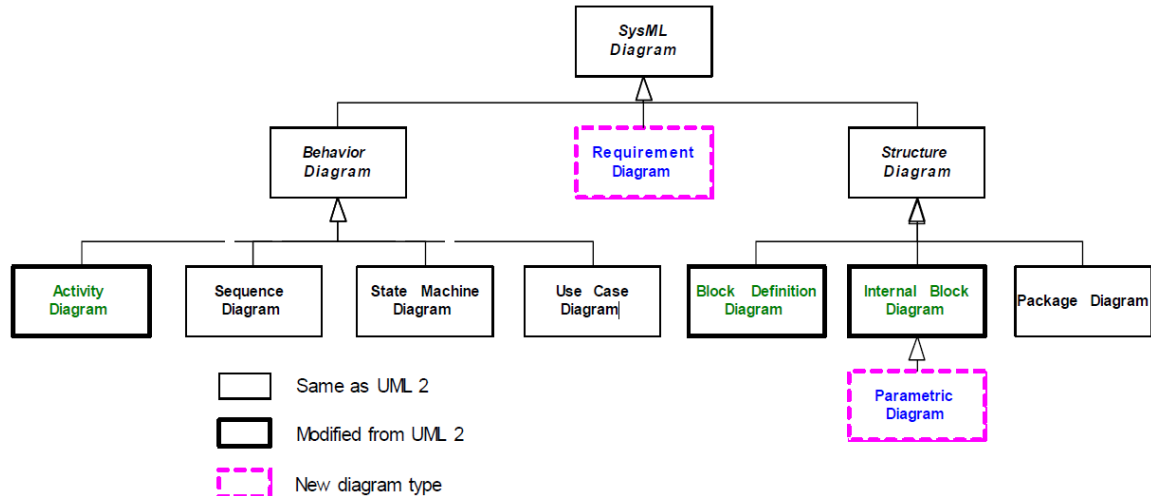 SysML
Diagram
Behavior
Diagram
Requirement
Diagram
Structure
Diagram
Activity
Diagram
Sequence
Diagram
State Machine
Diagram
Use Case
Diagram
Block Definition
Diagram
Internal Block
Diagram
Package Diagram
Parametric
Diagram
Same as UML 2
Modified from UML 2
New diagram type